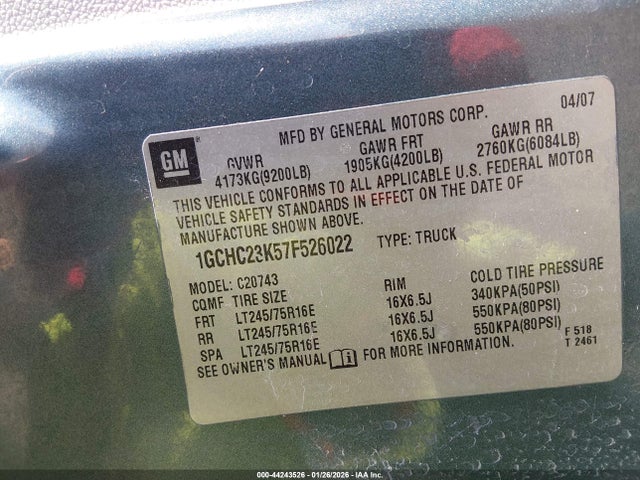 04/07
GM
MFD BY GENERAL MOTORS CORP.
GVWR GAWR FRT GAWR RR
4173KG(9200LB) 1905KG(4200LB) 2760KG(6084LB)
THIS VEHICLE CONFORMS TO ALL APPLICABLE U.S. FEDERAL MOTOR
VEHICLE SAFETY STANDARDS IN EFFECT ON THE DATE OF
MANUFACTURE SHOWN ABOVE.
1GCHC23K57F526022 TYPE: TRUCK
MODEL: C20743
CQMF TIRE SIZE RIM COLD TIRE PRESSURE
FRT LT245/75R16E 16X6.5J 340KPA(50PSI)
RR LT245/75R16E 16X6.5J 550KPA(80PSI)
SPA LT245/75R16E 16X6.5J 550KPA(80PSI)
SEE OWNER'S MANUAL FOR MORE INFORMATION.
F 518
T 2461
000-44243526 - 01/26/2026 - IAA Inc.